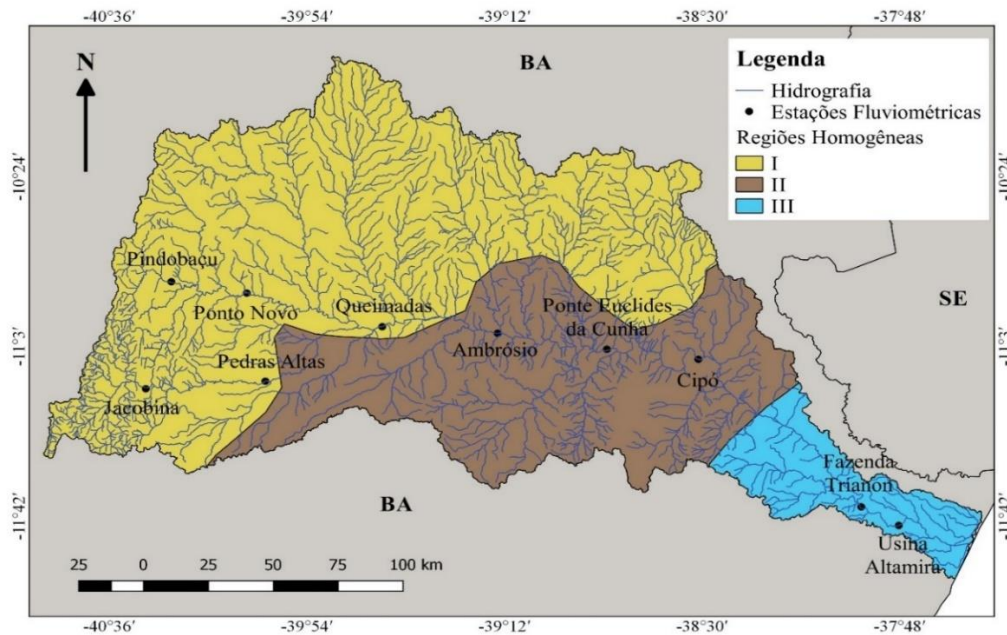 -40°36′ -39°54′ -39°12′ -38°30′ -37°48′
N
BA
Legenda
Hidrografia
Estações Fluviométricas
Regiões Homogêneas
I
II
III
-10°24′ -10°24′
Pindobaçu
Ponto Novo
Queimadas
Ponte Euclides
da Cunha
SE
-11°3′ -11°3′
Ambrósio
Pedras Altas
Cipó
Jacobina
Fazenda
Trianon
BA
-11°42′ -11°42′
Usina
Altamira
25 0 25 50 75 100 km
-40°36′ -39°54′ -39°12′ -38°30′ -37°48′